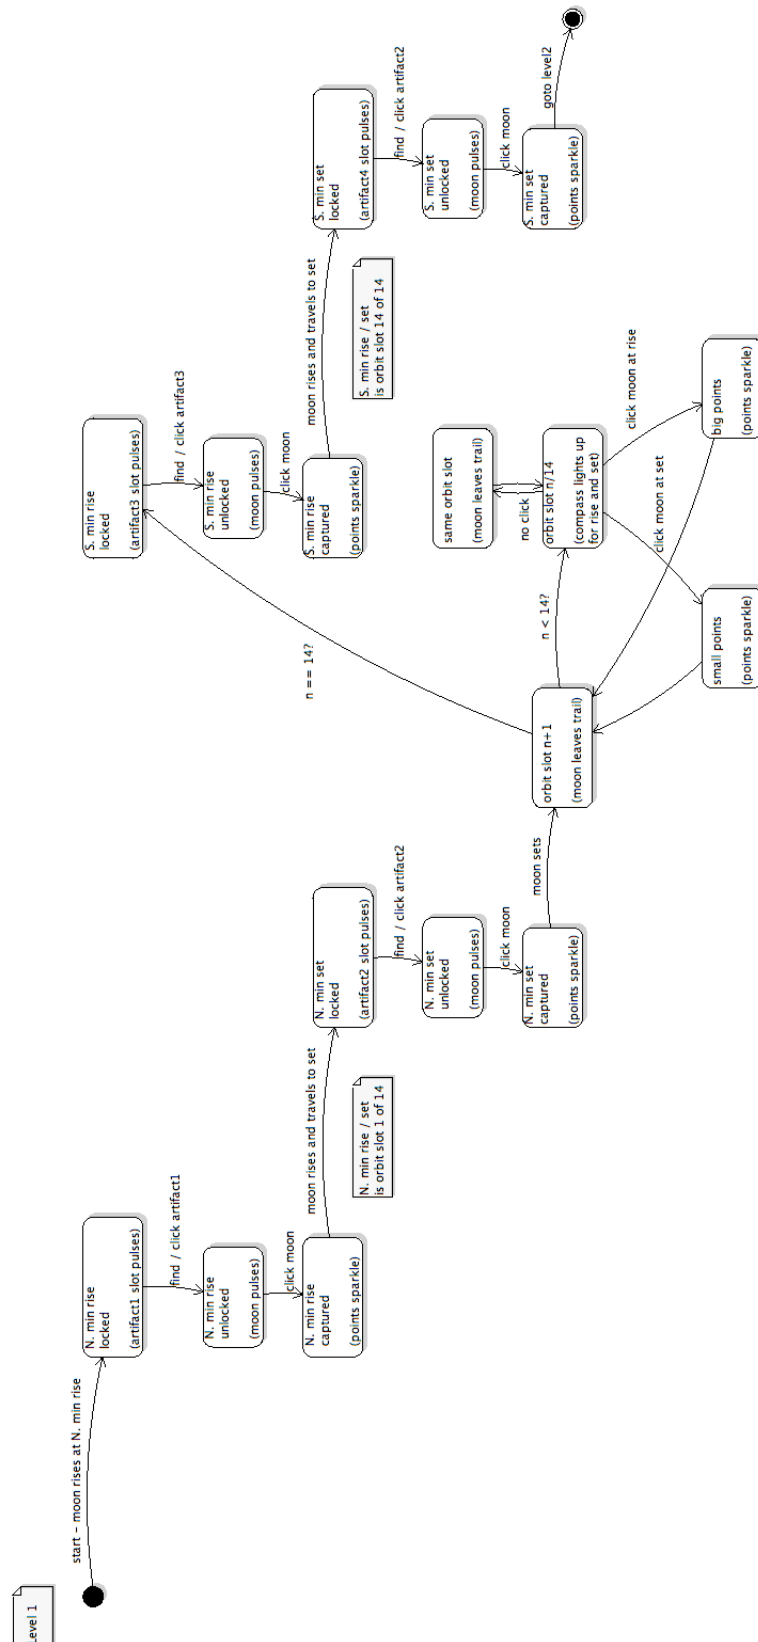 Level 1
start – moon rises at N. min rise
N. min rise
locked
(artifact1 slot pulses)
find / click artifact1
N. min rise
unlocked
(moon pulses)
click moon
N. min rise
captured
(points sparkle)
moon rises and travels to set
N. min rise / set
is orbit slot 1 of 14
N. min set
locked
(artifact2 slot pulses)
find / click artifact2
N. min set
unlocked
(moon pulses)
click moon
N. min set
captured
(points sparkle)
moon sets
orbit slot n+1
(moon leaves trail)
n == 14?
n < 14?
small points
(points sparkle)
S. min rise
locked
(artifact3 slot pulses)
find / click artifact3
S. min rise
unlocked
(moon pulses)
click moon
S. min rise
captured
(points sparkle)
same orbit slot
(moon leaves trail)
no click
orbit slot n/14
(compass lights up
for rise and set)
click moon at set
click moon at rise
big points
(points sparkle)
moon rises and travels to set
S. min rise / set
is orbit slot 14 of 14
S. min set
locked
(artifact4 slot pulses)
find / click artifact2
S. min set
unlocked
(moon pulses)
click moon
S. min set
captured
(points sparkle)
goto level2